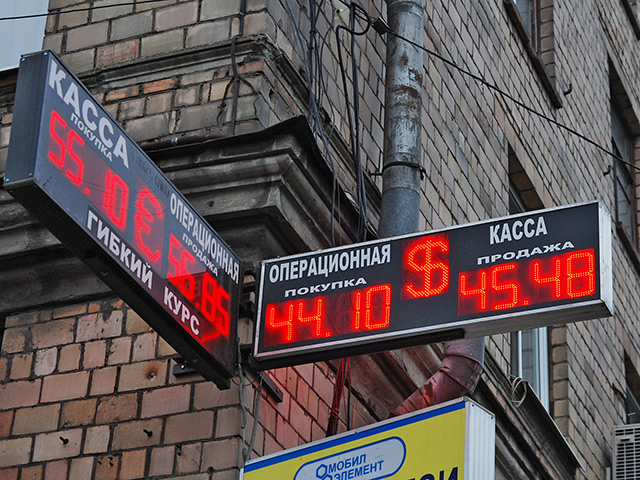 КАССА ОПЕРАЦИОННАЯ
ПОКУПКА ПРОДАЖА
55.10 € 56.85
ГИБКИЙ КУРС
ОПЕРАЦИОННАЯ КАССА
ПОКУПКА ПРОДАЖА
44.10 $ 45.48
МОБИЛ
ЭЛЕМЕНТ